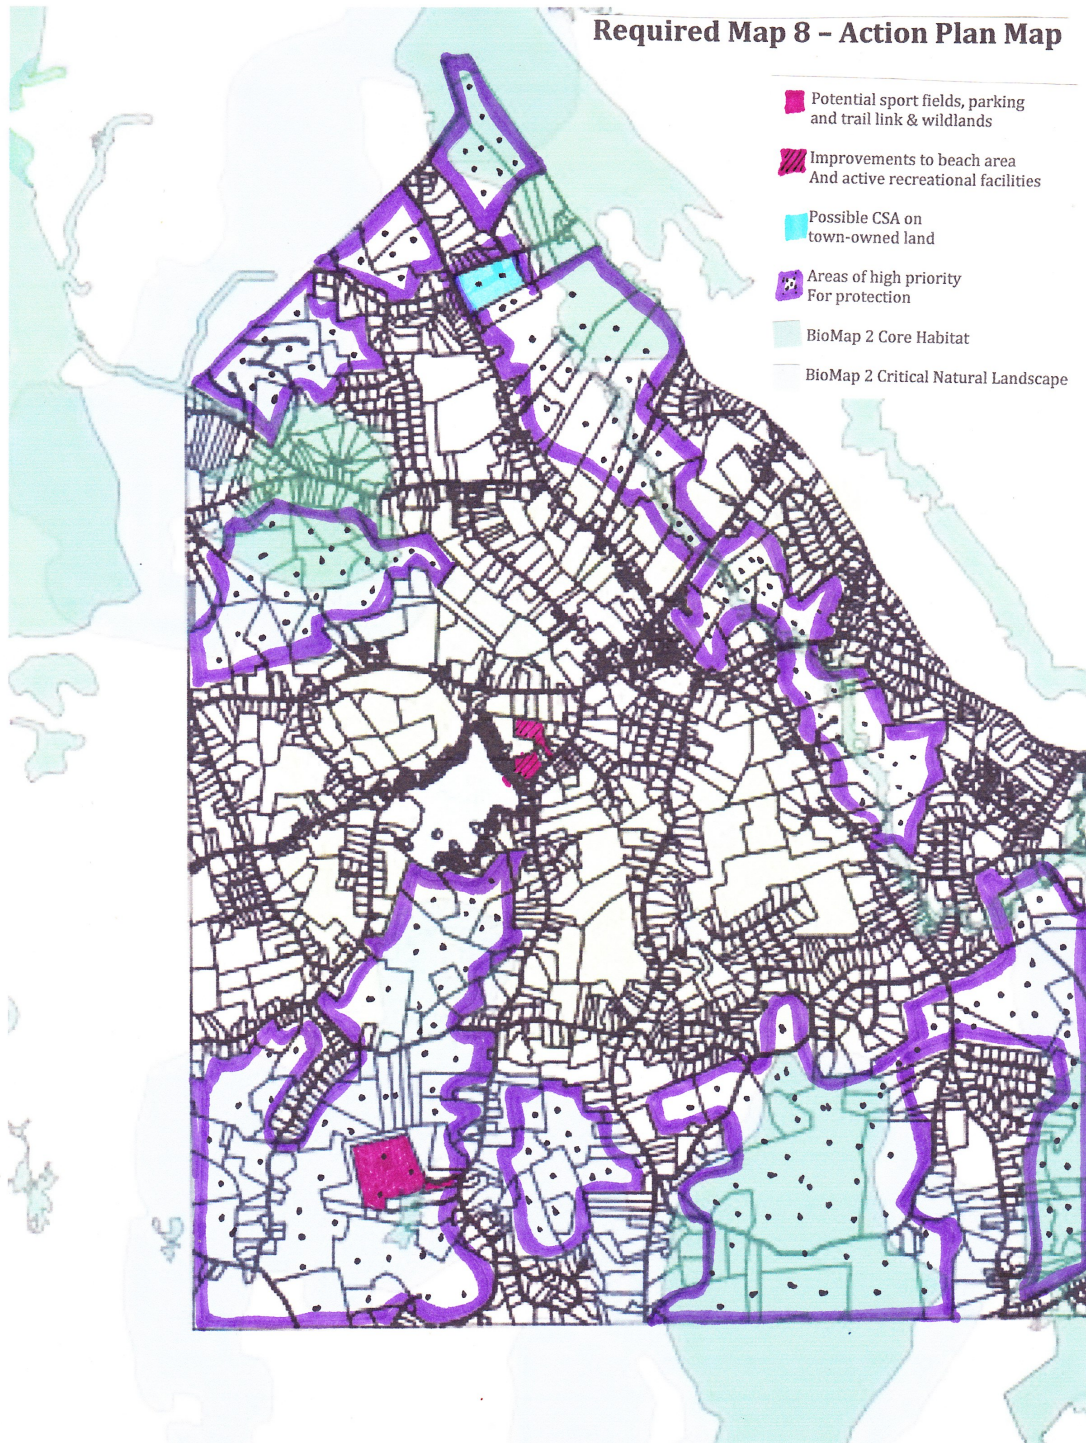 Required Map 8 – Action Plan Map
Potential sport fields, parking
and trail link & wildlands
Improvements to beach area
And active recreational facilities
Possible CSA on
town-owned land
Areas of high priority
For protection
BioMap 2 Core Habitat
BioMap 2 Critical Natural Landscape